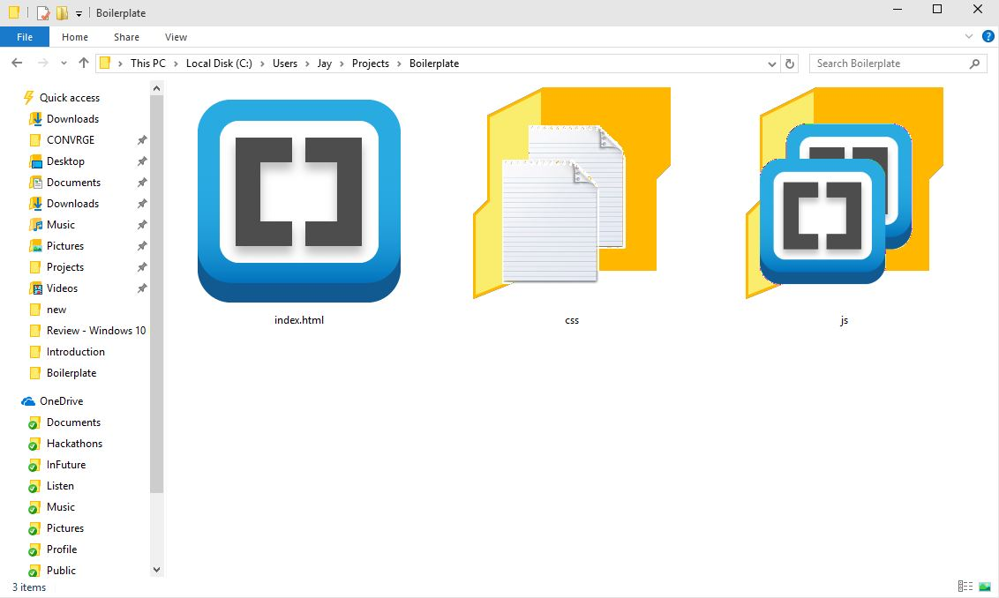 Boilerplate
File Home Share View
This PC > Local Disk (C:) > Users > Jay > Projects > Boilerplate
Search Boilerplate
Quick access
Downloads
CONVRGE
Desktop
Documents
Downloads
Music
Pictures
Projects
Videos
new
Review - Windows 10
Introduction
Boilerplate
OneDrive
Documents
Hackathons
InFuture
Listen
Music
Pictures
Profile
Public
index.html css js
3 items